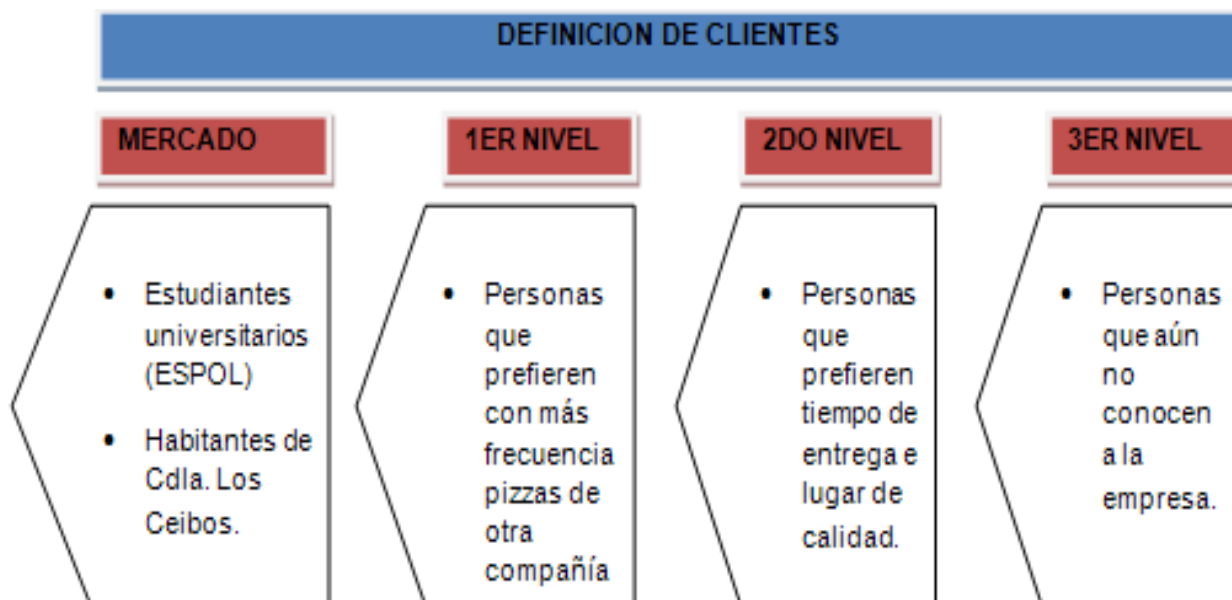 DEFINICION DE CLIENTES
MERCADO
1ER NIVEL
2DO NIVEL
3ER NIVEL
• Estudiantes
universitarios
(ESPOL)
• Habitantes de
Cdla. Los
Ceibos.
• Personas
que
prefieren
con más
frecuencia
pizzas de
otra
compañía
• Personas
que
prefieren
tiempo de
entrega e
lugar de
calidad.
• Personas
que aún
no
conocen
a la
empresa.